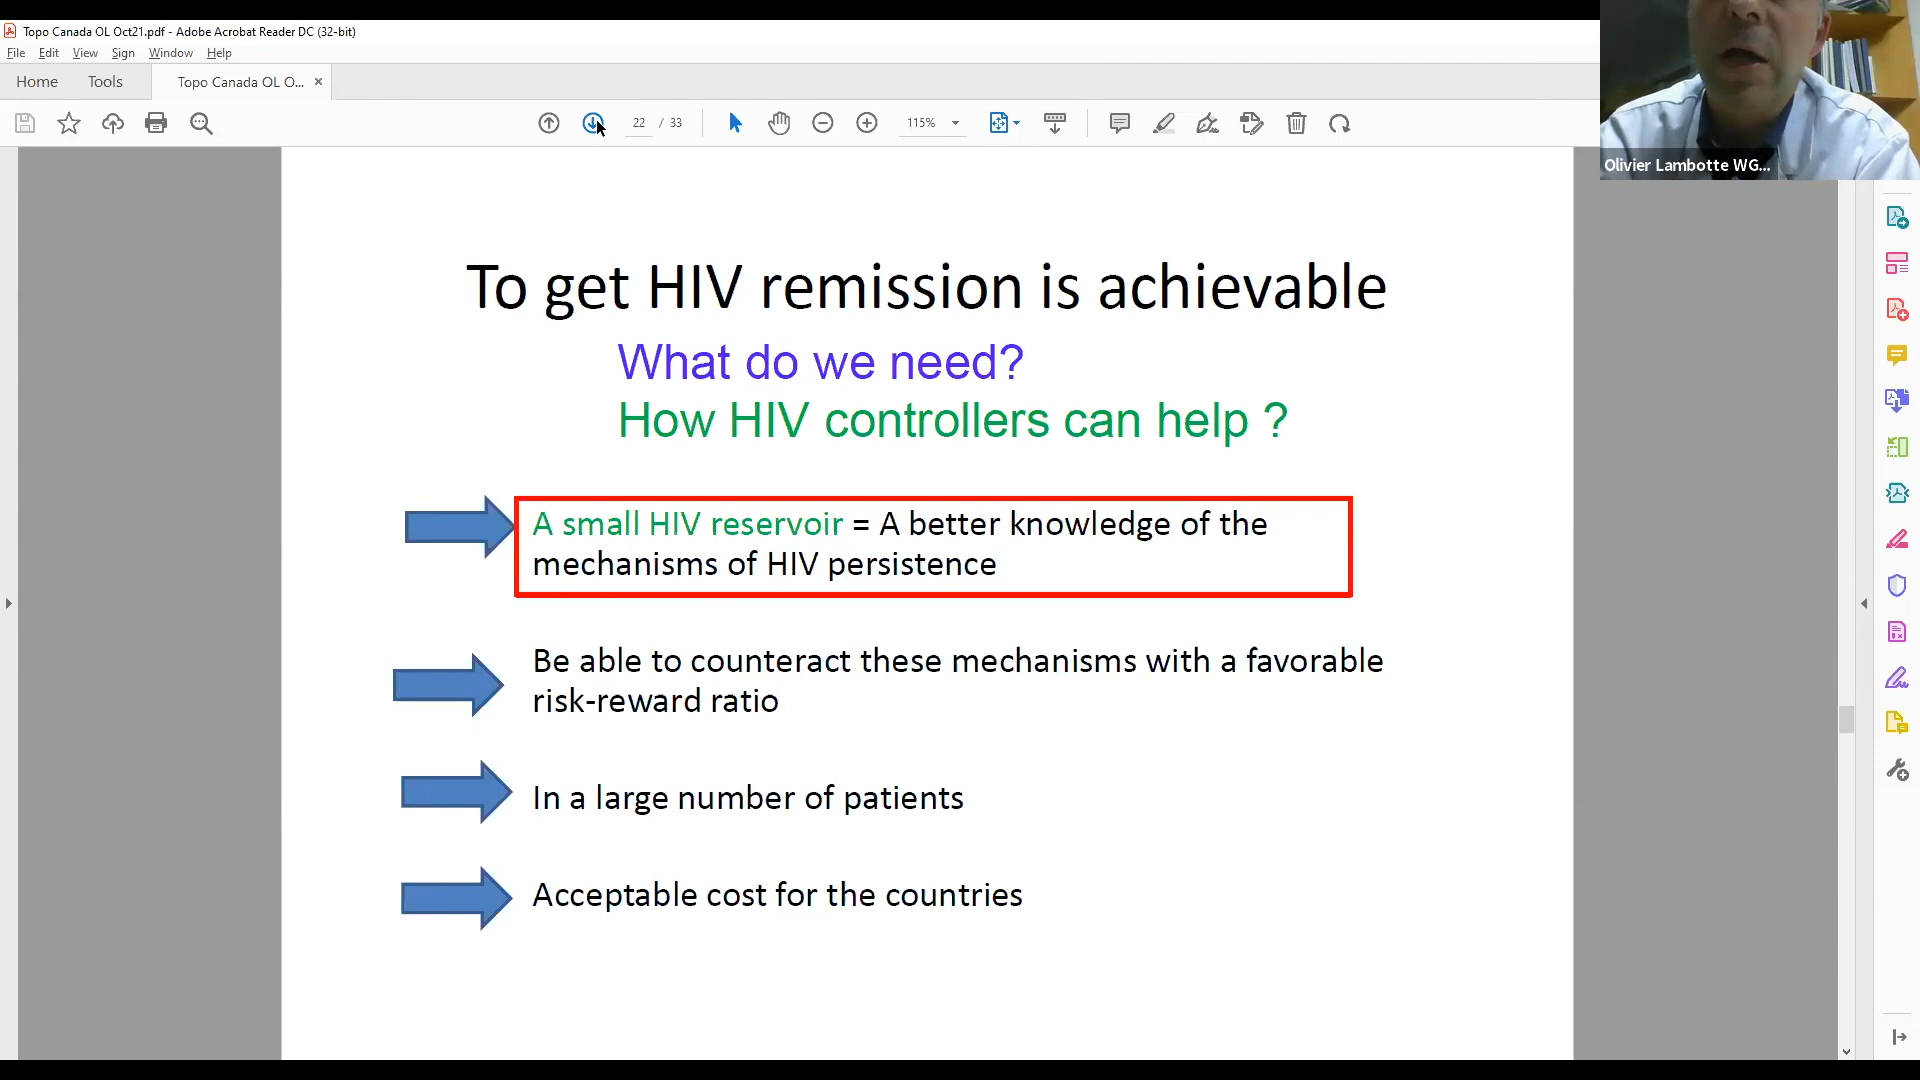 Topo Canada OL Oct21.pdf - Adobe Acrobat Reader DC (32-bit)
File Edit View Sign Window Help
Home Tools Topo Canada OL O... ×
22 / 33 115%
Olivier Lambotte WG...
To get HIV remission is achievable
What do we need?
How HIV controllers can help ?
A small HIV reservoir = A better knowledge of the
mechanisms of HIV persistence
Be able to counteract these mechanisms with a favorable
risk-reward ratio
In a large number of patients
Acceptable cost for the countries